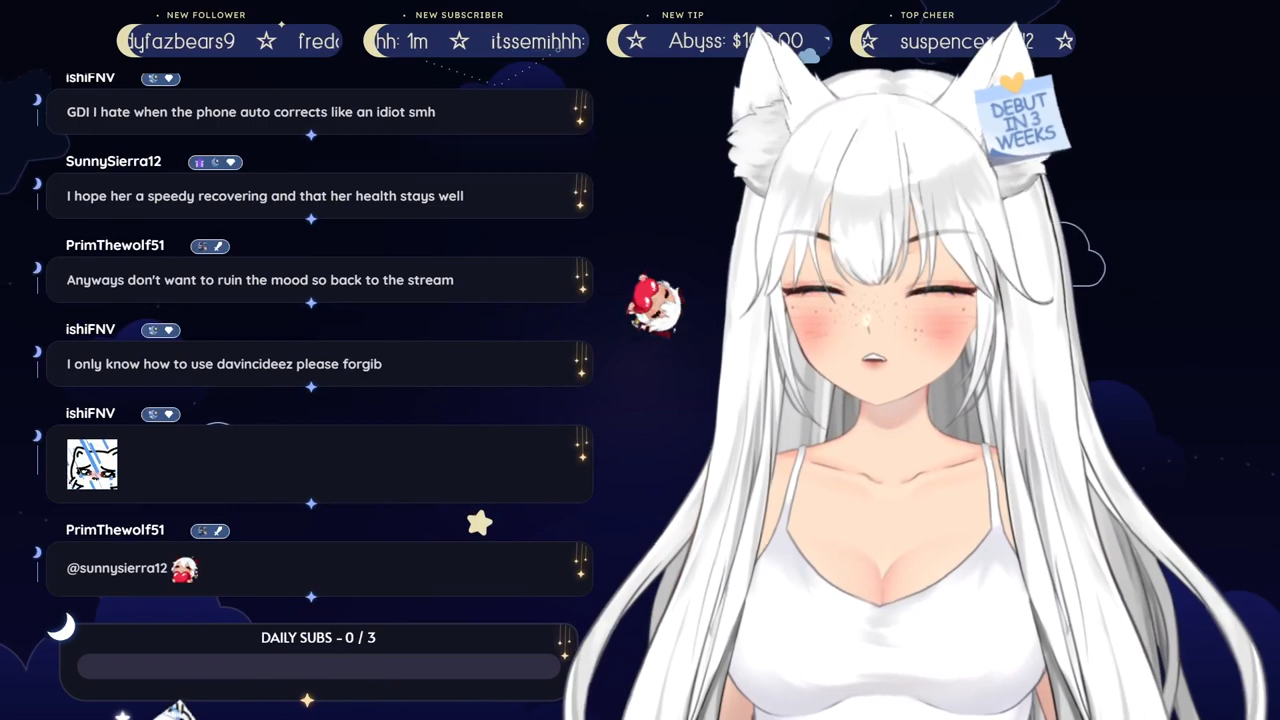 NEW FOLLOWER
NEW SUBSCRIBER
NEW TIP
TOP CHEER
dyfazbears9
hh: 1m
itssemihhh:
Abyss:
ishiFNV
GDI I hate when the phone auto corrects like an idiot smh
SunnySierra12
I hope her a speedy recovering and that her health stays well
PrimThewolf51
Anyways don't want to ruin the mood so back to the stream
ishiFNV
I only know how to use davincideez please forgib
ishiFNV
PrimThewolf51
@sunnysierra12
DAILY SUBS - 0 / 3
DEBUT
IN 3
WEEKS